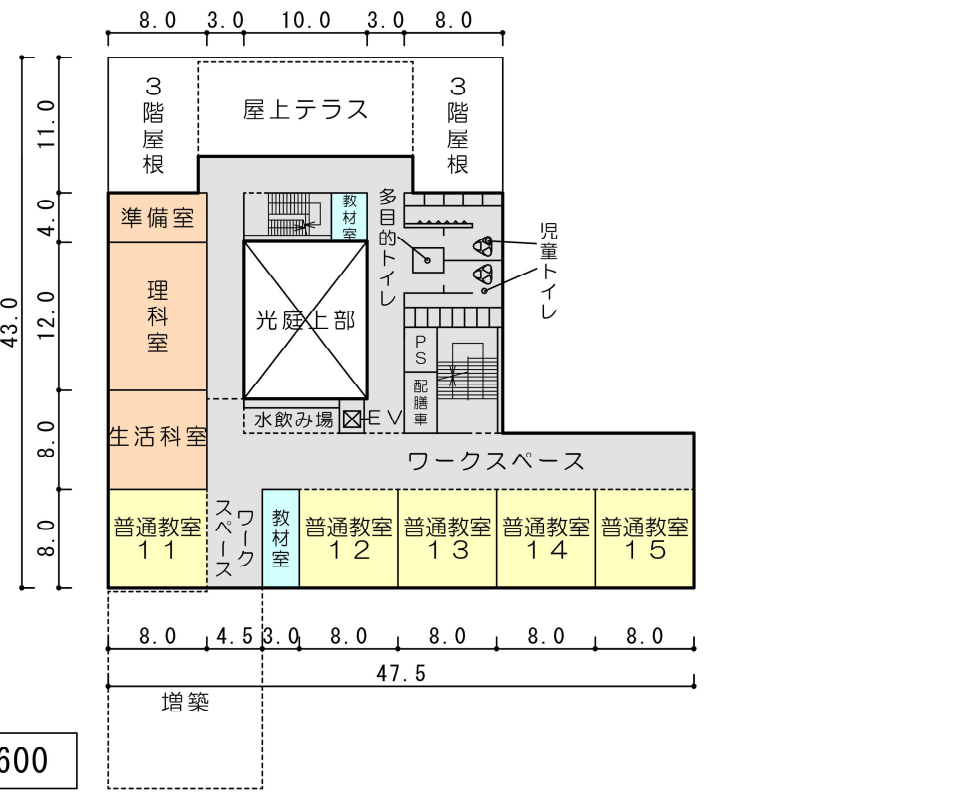 8.0 3.0 10.0 3.0 8.0
3階屋根
屋上テラス
3階屋根
11.0
4.0
12.0
8.0
8.0
43.0
準備室
教材室
多目的トイレ
児童トイレ
理科室
光庭上部
PS
配膳車
水飲み場
EV
生活科室
ワークスペース
普通教室
11
ワーク
スペース
教材室
普通教室
12
普通教室
13
普通教室
14
普通教室
15
8.0 4.5 3.0 8.0 8.0 8.0 8.0
47.5
増築
600